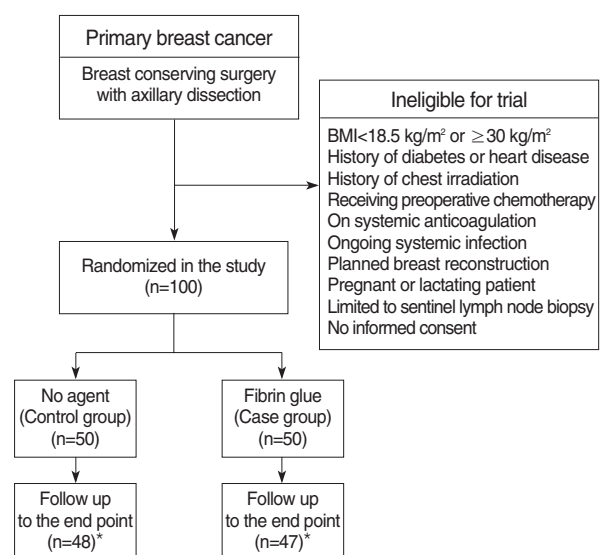 Primary breast cancer
Breast conserving surgery
with axillary dissection
Ineligible for trial
BMI<18.5 kg/m² or ≥30 kg/m²
History of diabetes or heart disease
History of chest irradiation
Receiving preoperative chemotherapy
On systemic anticoagulation
Ongoing systemic infection
Planned breast reconstruction
Pregnant or lactating patient
Limited to sentinel lymph node biopsy
No informed consent
Randomized in the study
(n=100)
No agent
(Control group)
(n=50)
Fibrin glue
(Case group)
(n=50)
Follow up
to the end point
(n=48)*
Follow up
to the end point
(n=47)*